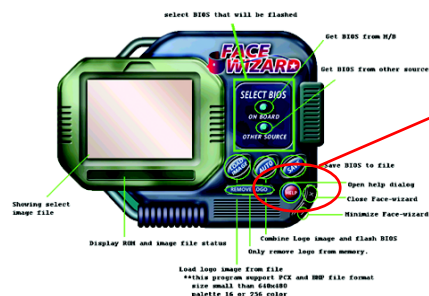 select BIOS that will be flashed
Get BIOS from M/B
FACE
WIZARD
Get BIOS from other source
SELECT BIOS
ON BOARD
OTHER SOURCE
LOAD
IMAGE
AUTO
SAVE
Save BIOS to file
REMOVE LOGO
HELP
Open help dialog
Close Face-wizard
Minimize Face-wizard
Showing select
image file
Display ROM and image file status
Combine Logo image and flash BIOS
Only remove logo from memory.
Load logo image from file
**this program support PCX and BMP file format
size small than 640x480
palette 16 or 256 color